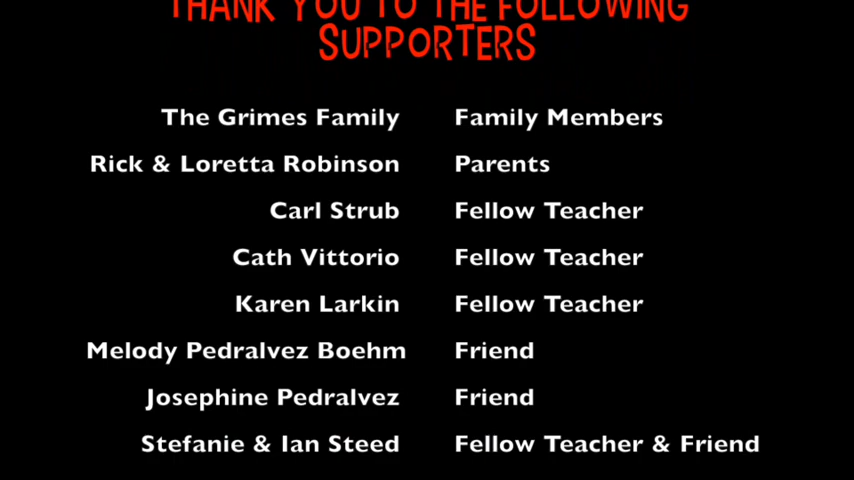 THANK YOU TO THE FOLLOWING
SUPPORTERS
The Grimes Family Family Members
Rick & Loretta Robinson Parents
Carl Strub Fellow Teacher
Cath Vittorio Fellow Teacher
Karen Larkin Fellow Teacher
Melody Pedralvez Boehm Friend
Josephine Pedralvez Friend
Stefanie & Ian Steed Fellow Teacher & Friend